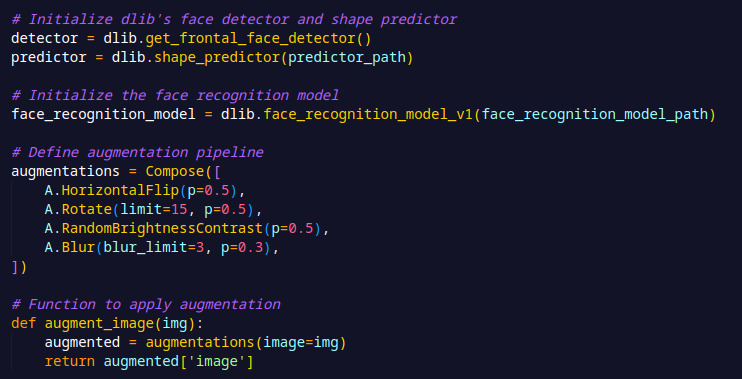 # Initialize dlib's face detector and shape predictor
detector = dlib.get_frontal_face_detector()
predictor = dlib.shape_predictor(predictor_path)

# Initialize the face recognition model
face_recognition_model = dlib.face_recognition_model_v1(face_recognition_model_path)

# Define augmentation pipeline
augmentations = Compose([
    A.HorizontalFlip(p=0.5),
    A.Rotate(limit=15, p=0.5),
    A.RandomBrightnessContrast(p=0.5),
    A.Blur(blur_limit=3, p=0.3),
])

# Function to apply augmentation
def augment_image(img):
    augmented = augmentations(image=img)
    return augmented['image']